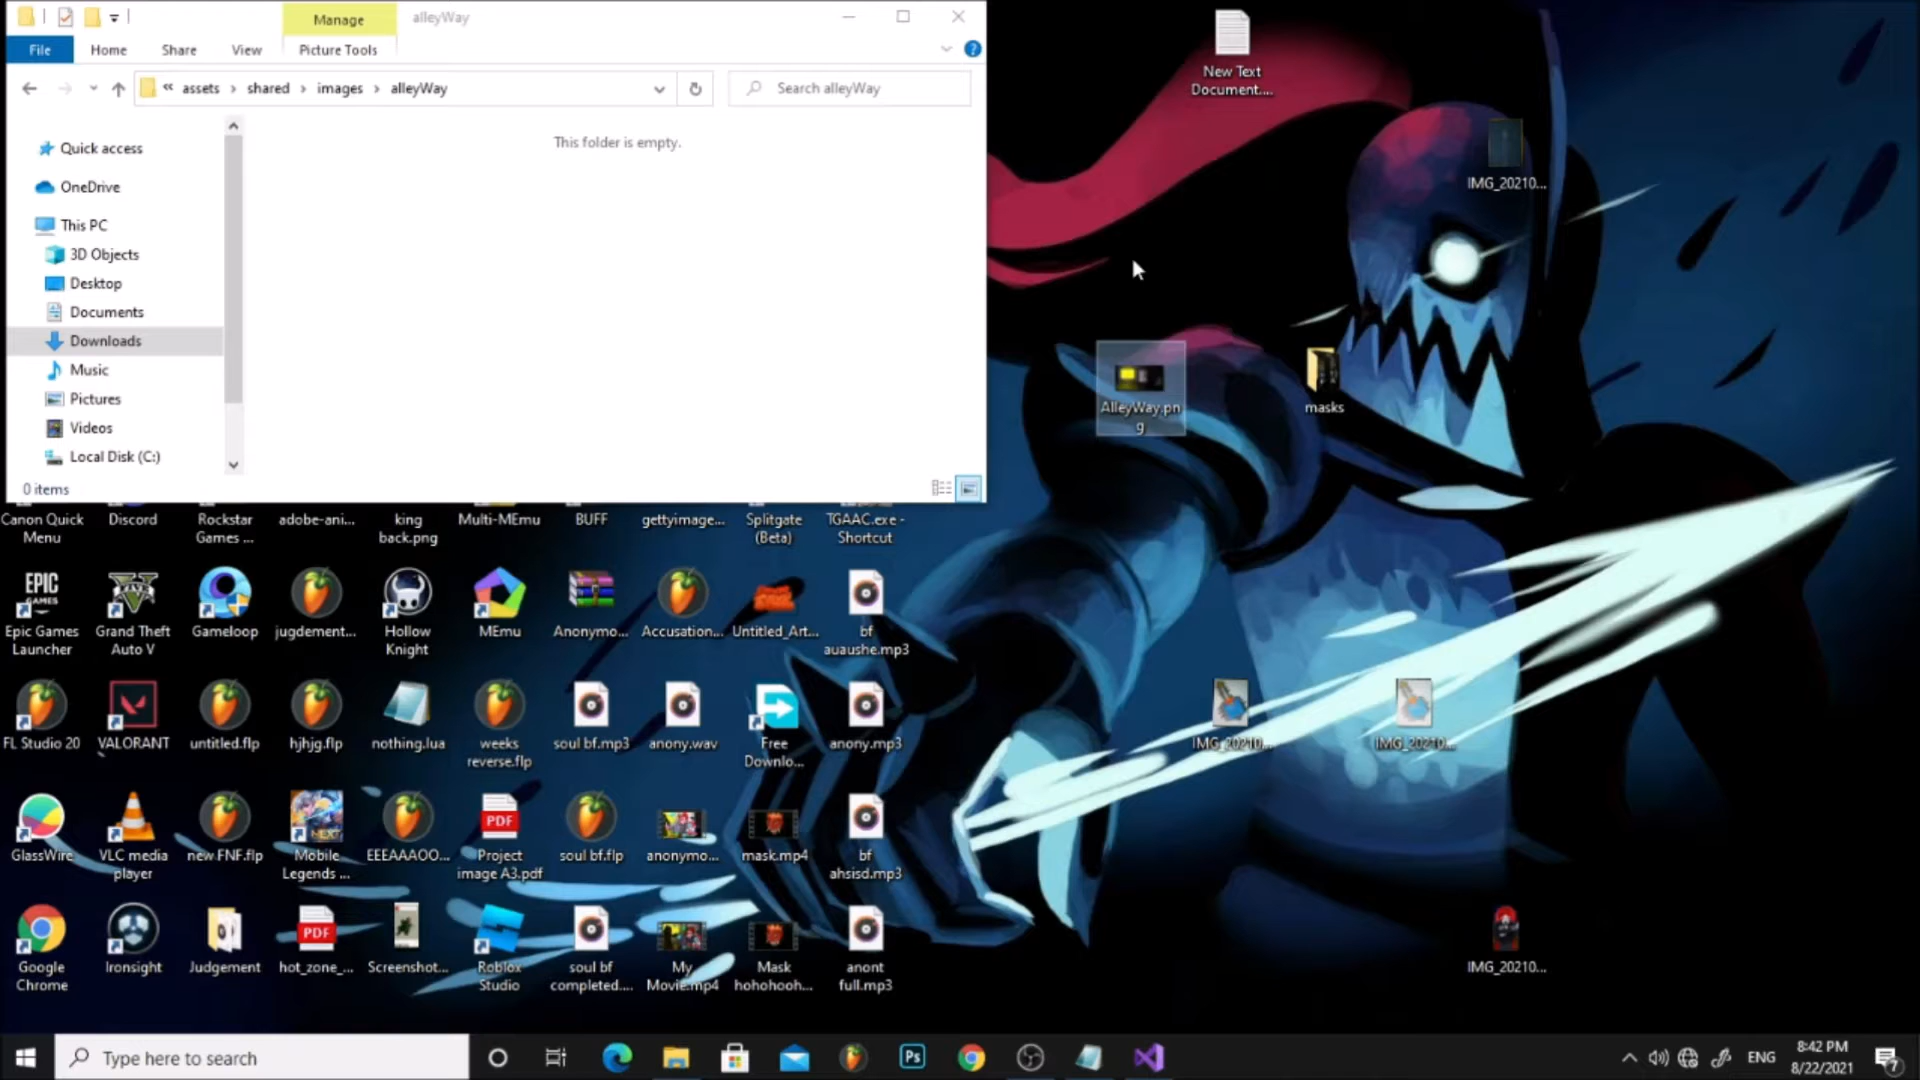 Manage
alleyWay
File
Home
Share
View
Picture Tools
« assets › shared › images › alleyWay
Search alleyWay
This folder is empty.
Quick access
OneDrive
This PC
3D Objects
Desktop
Documents
Downloads
Music
Pictures
Videos
Local Disk (C:)
0 items
New Text
Document....
IMG_20210...
AlleyWay.pn
g
masks
Canon Quick
Menu
Discord
Rockstar
Games ...
adobe-ani...
king
back.png
Multi-MEmu
BUFF
gettyimage...
Splitgate
(Beta)
TGAAC.exe -
Shortcut
EPIC
GAMES
Epic Games
Launcher
Grand Theft
Auto V
Gameloop
jugdement...
Hollow
Knight
MEmu
Anonymo...
Accusation...
Untitled_Art...
bf
auaushe.mp3
FL Studio 20
VALORANT
untitled.flp
hjhjg.flp
nothing.lua
weeks
reverse.flp
soul bf.mp3
anony.wav
Free
Downlo...
anony.mp3
IMG_20210...
IMG_20210...
GlassWire
VLC media
player
new FNF.flp
NEXT
Mobile
Legends ...
EEEAAAOO...
PDF
Project
image A3.pdf
soul bf.flp
anonymo...
mask.mp4
bf
ahsisd.mp3
Google
Chrome
Ironsight
Judgement
PDF
hot_zone_...
Screenshot...
Roblox
Studio
soul bf
completed....
My
Movie.mp4
Mask
hohohooh...
anont
full.mp3
IMG_20210...
Type here to search
Ps
ENG
8:42 PM
8/22/2021
7